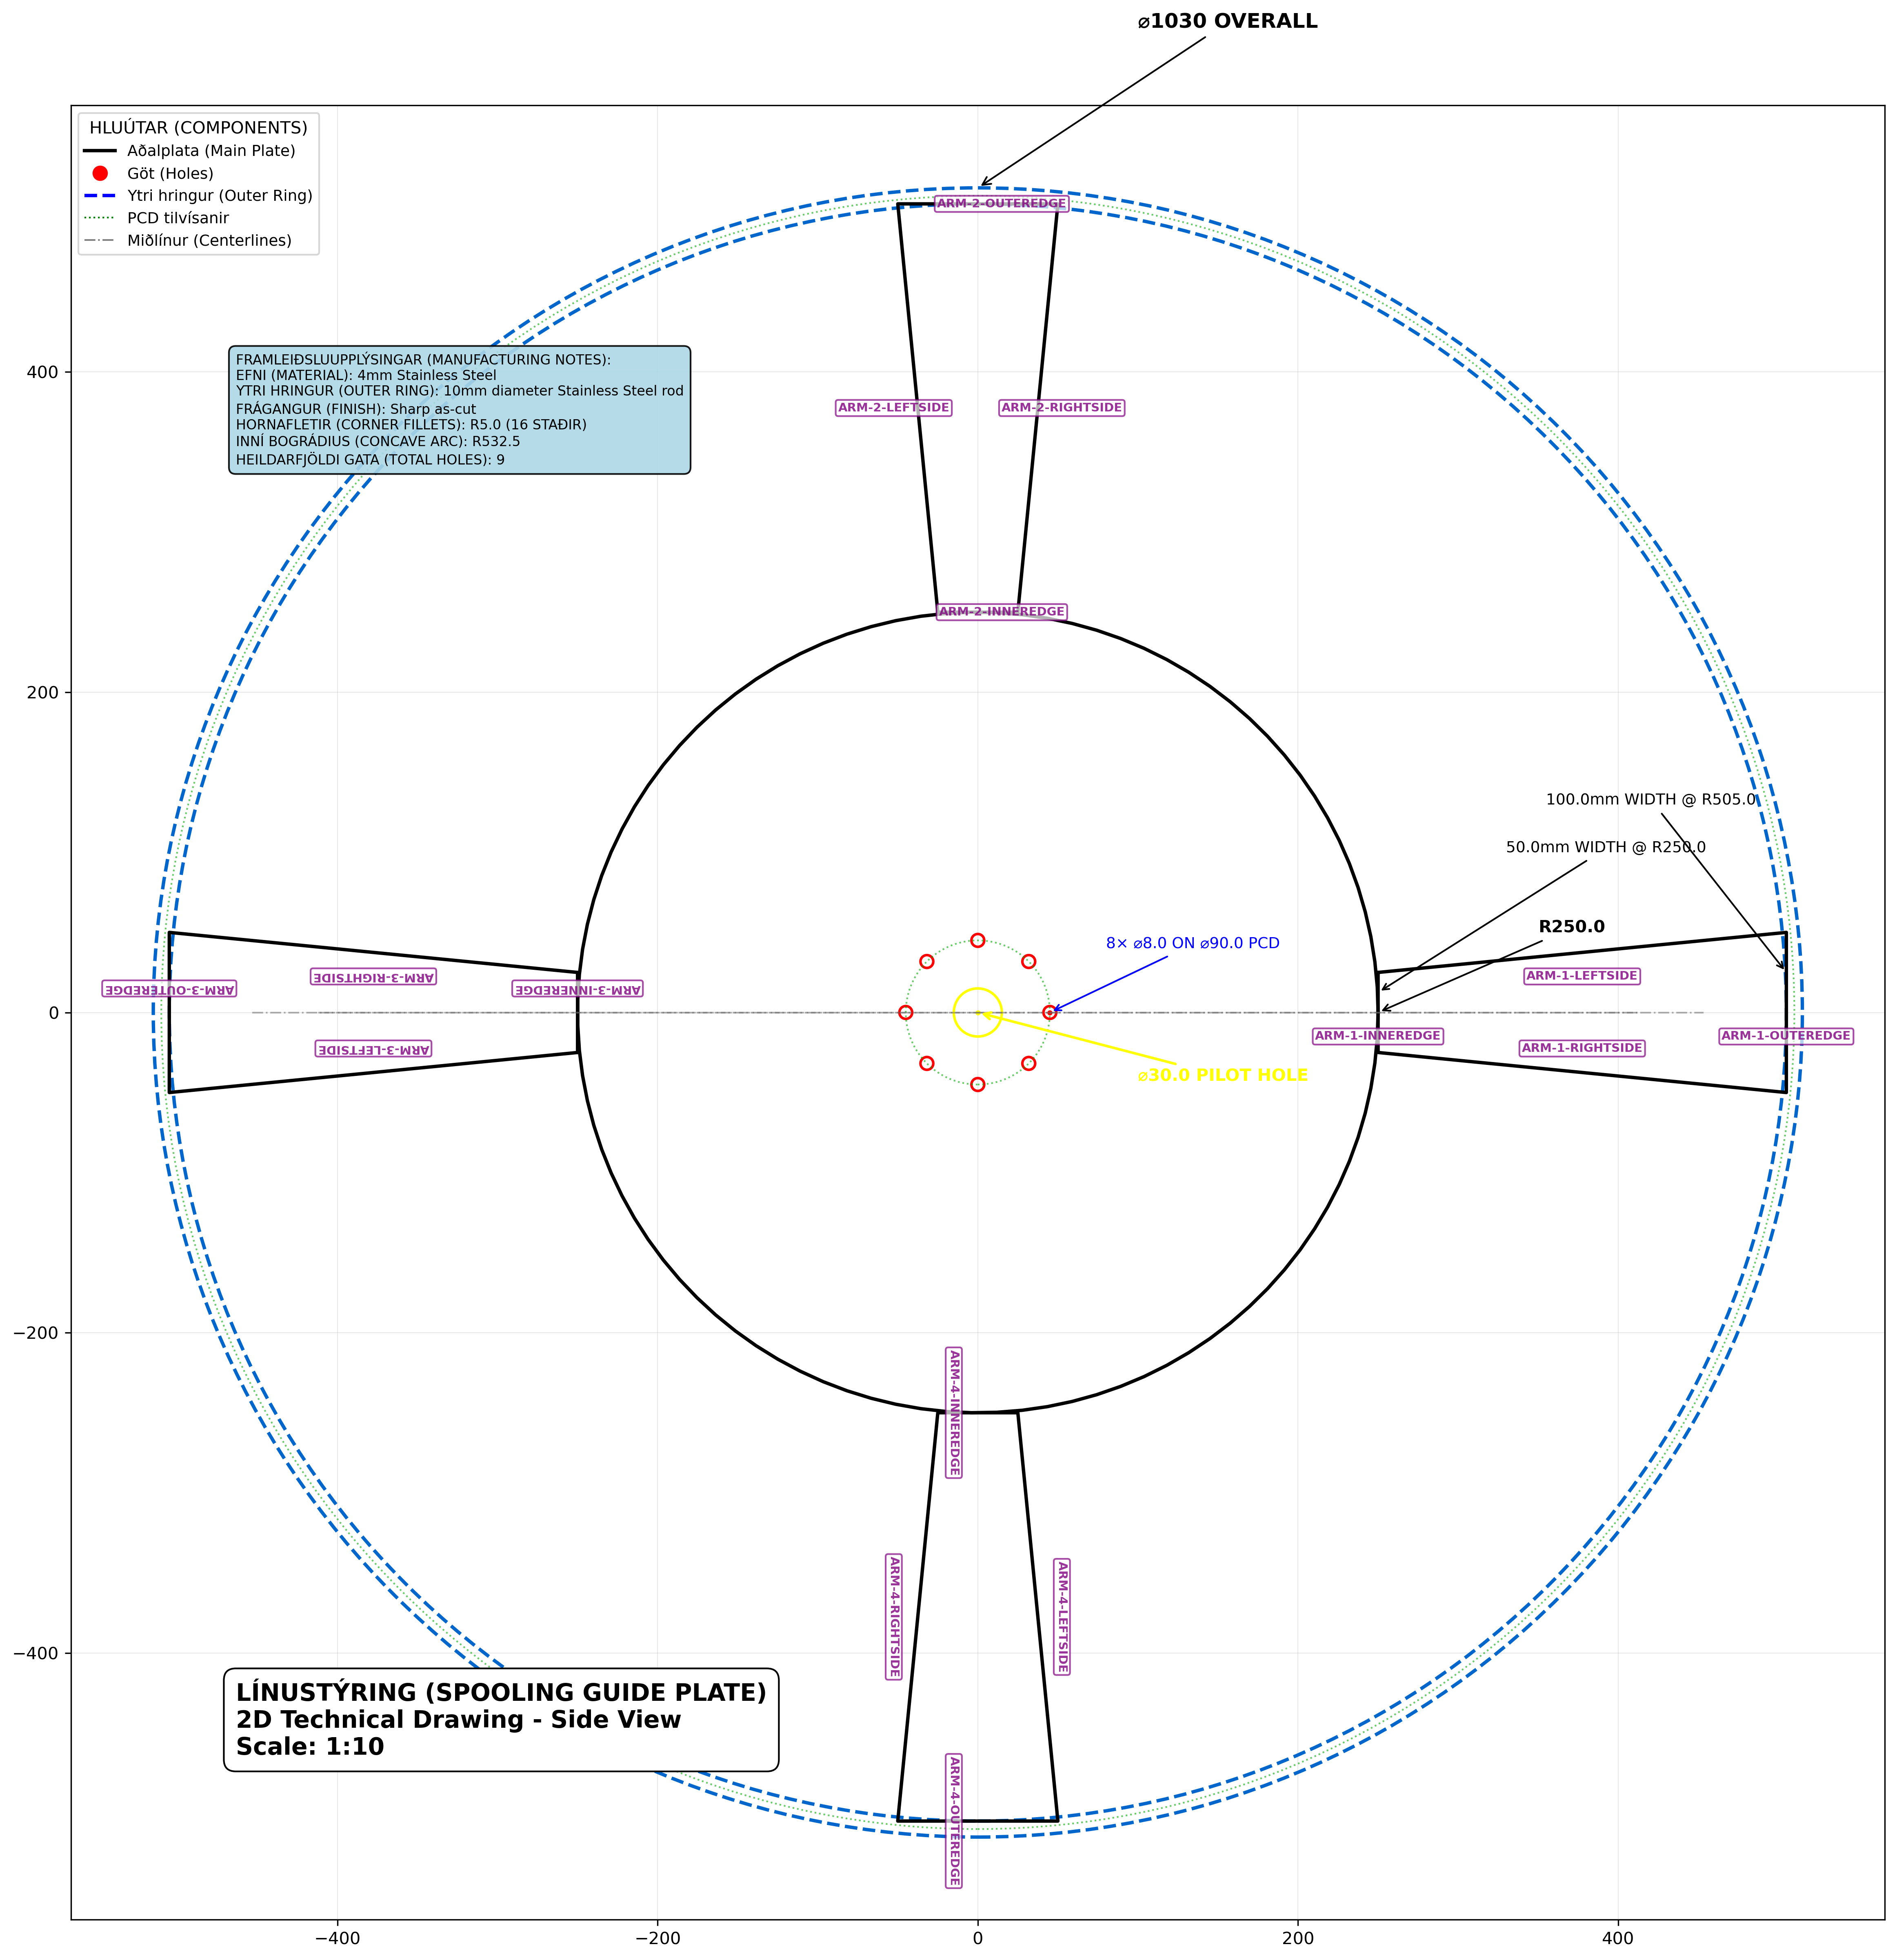 ⌀1030 OVERALL
HLUÚTAR (COMPONENTS)
Aðalplata (Main Plate)
Göt (Holes)
Ytri hringur (Outer Ring)
PCD tilvísanir
Miðlínur (Centerlines)
ARM-2-OUTEREDGE
FRAMLEIÐSLUUPPLÝSINGAR (MANUFACTURING NOTES):
EFNI (MATERIAL): 4mm Stainless Steel
YTRI HRINGUR (OUTER RING): 10mm diameter Stainless Steel rod
FRÁGANGUR (FINISH): Sharp as-cut
HORNAFLETIR (CORNER FILLETS): R5.0 (16 STAÐIR)
INNÍ BOGRÁDIUS (CONCAVE ARC): R532.5
HEILDARFJÖLDI GATA (TOTAL HOLES): 9
400
ARM-2-LEFTSIDE
ARM-2-RIGHTSIDE
ARM-2-INNEREDGE
200
100.0mm WIDTH @ R505.0
50.0mm WIDTH @ R250.0
R250.0
8× ⌀8.0 ON ⌀90.0 PCD
ARM-3-RIGHTSIDE
ARM-1-LEFTSIDE
ARM-3-OUTEREDGE
ARM-3-INNEREDGE
0
ARM-1-INNEREDGE
ARM-1-OUTEREDGE
ARM-3-LEFTSIDE
ARM-1-RIGHTSIDE
⌀30.0 PILOT HOLE
−200
ARM-4-INNEREDGE
−400
ARM-4-RIGHTSIDE
ARM-4-LEFTSIDE
LÍNUSTÝRING (SPOOLING GUIDE PLATE)
2D Technical Drawing - Side View
Scale: 1:10
ARM-4-OUTEREDGE
−400
−200
0
200
400